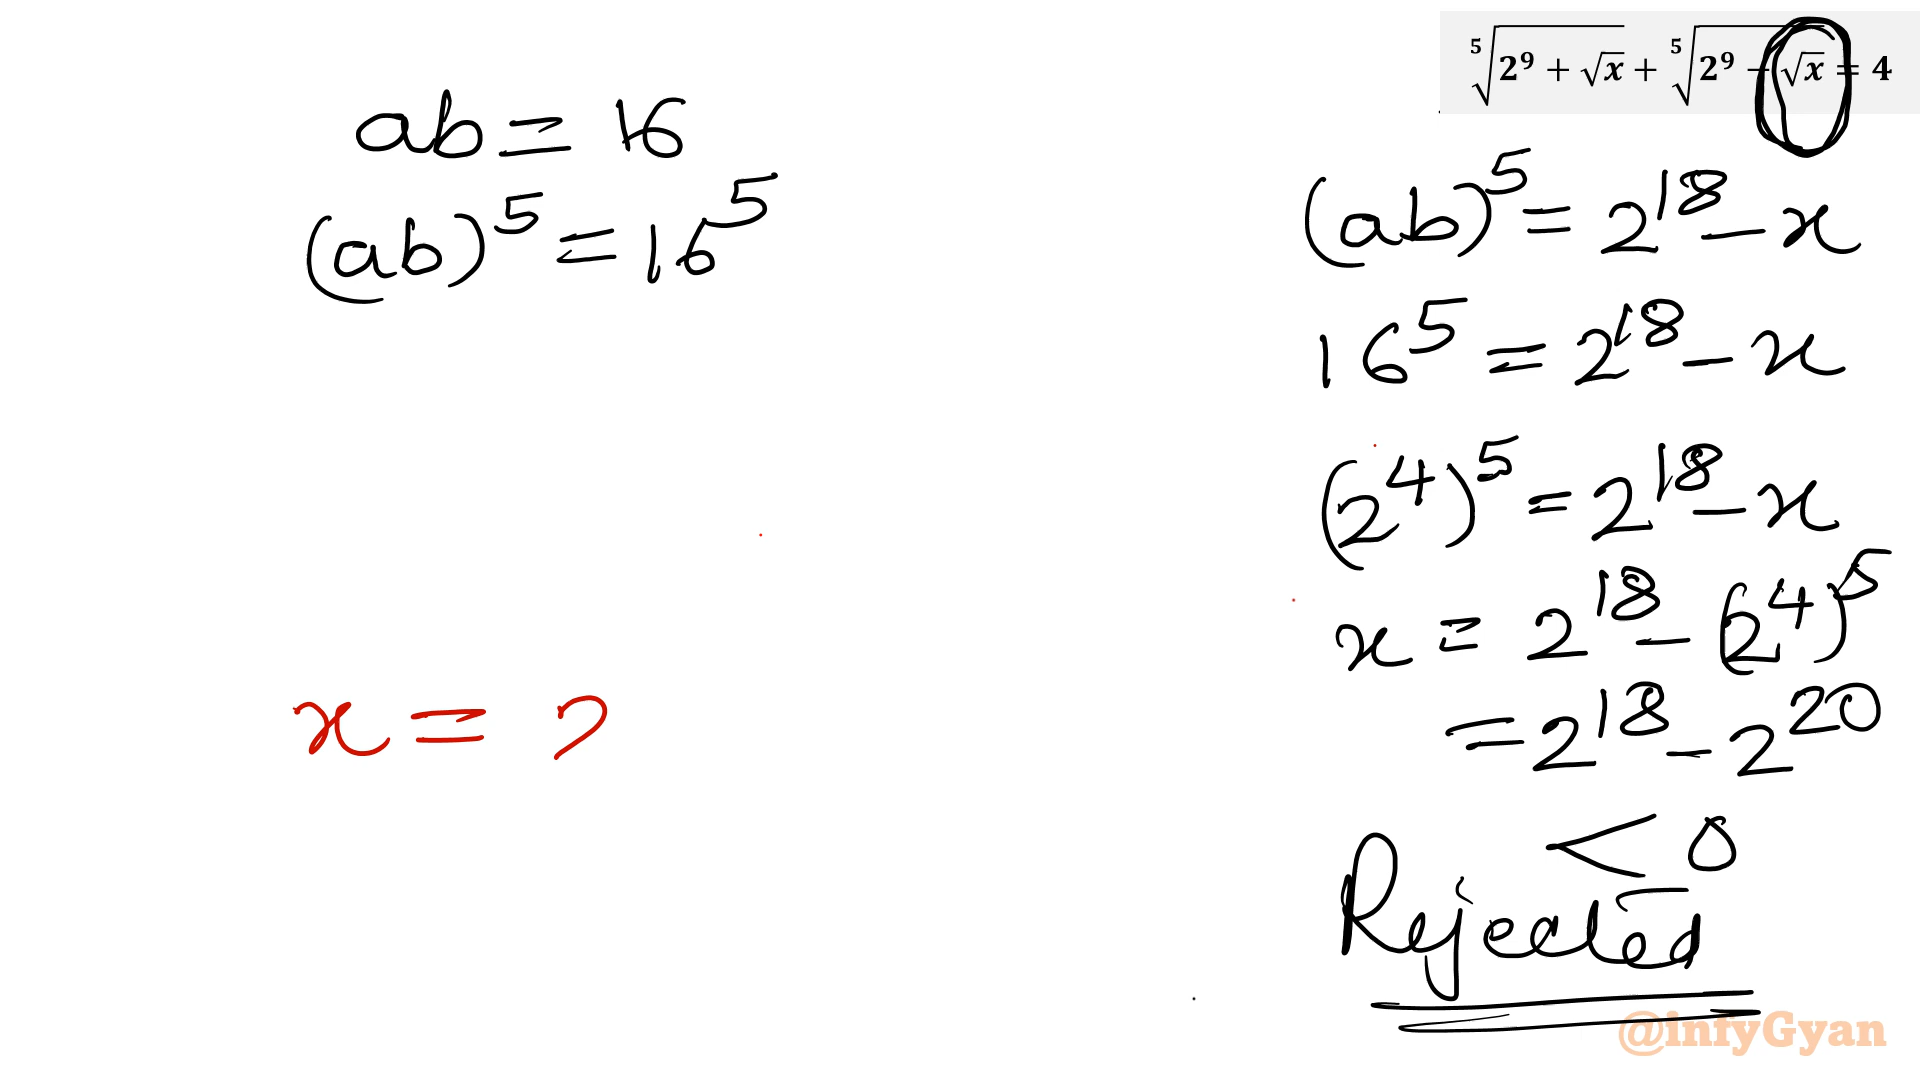 ⁵√(2⁹ + √x) + ⁵√(2⁹ − √x) = 4
ab = 16
(ab)⁵ = 16⁵
x = 2
(ab)⁵ = 2¹⁸ − x
16⁵ = 2¹⁸ − x
(2⁴)⁵ = 2¹⁸ − x
x = 2¹⁸ − (2⁴)⁵
= 2¹⁸ − 2²⁰
< 0
Rejected
@infyGyan